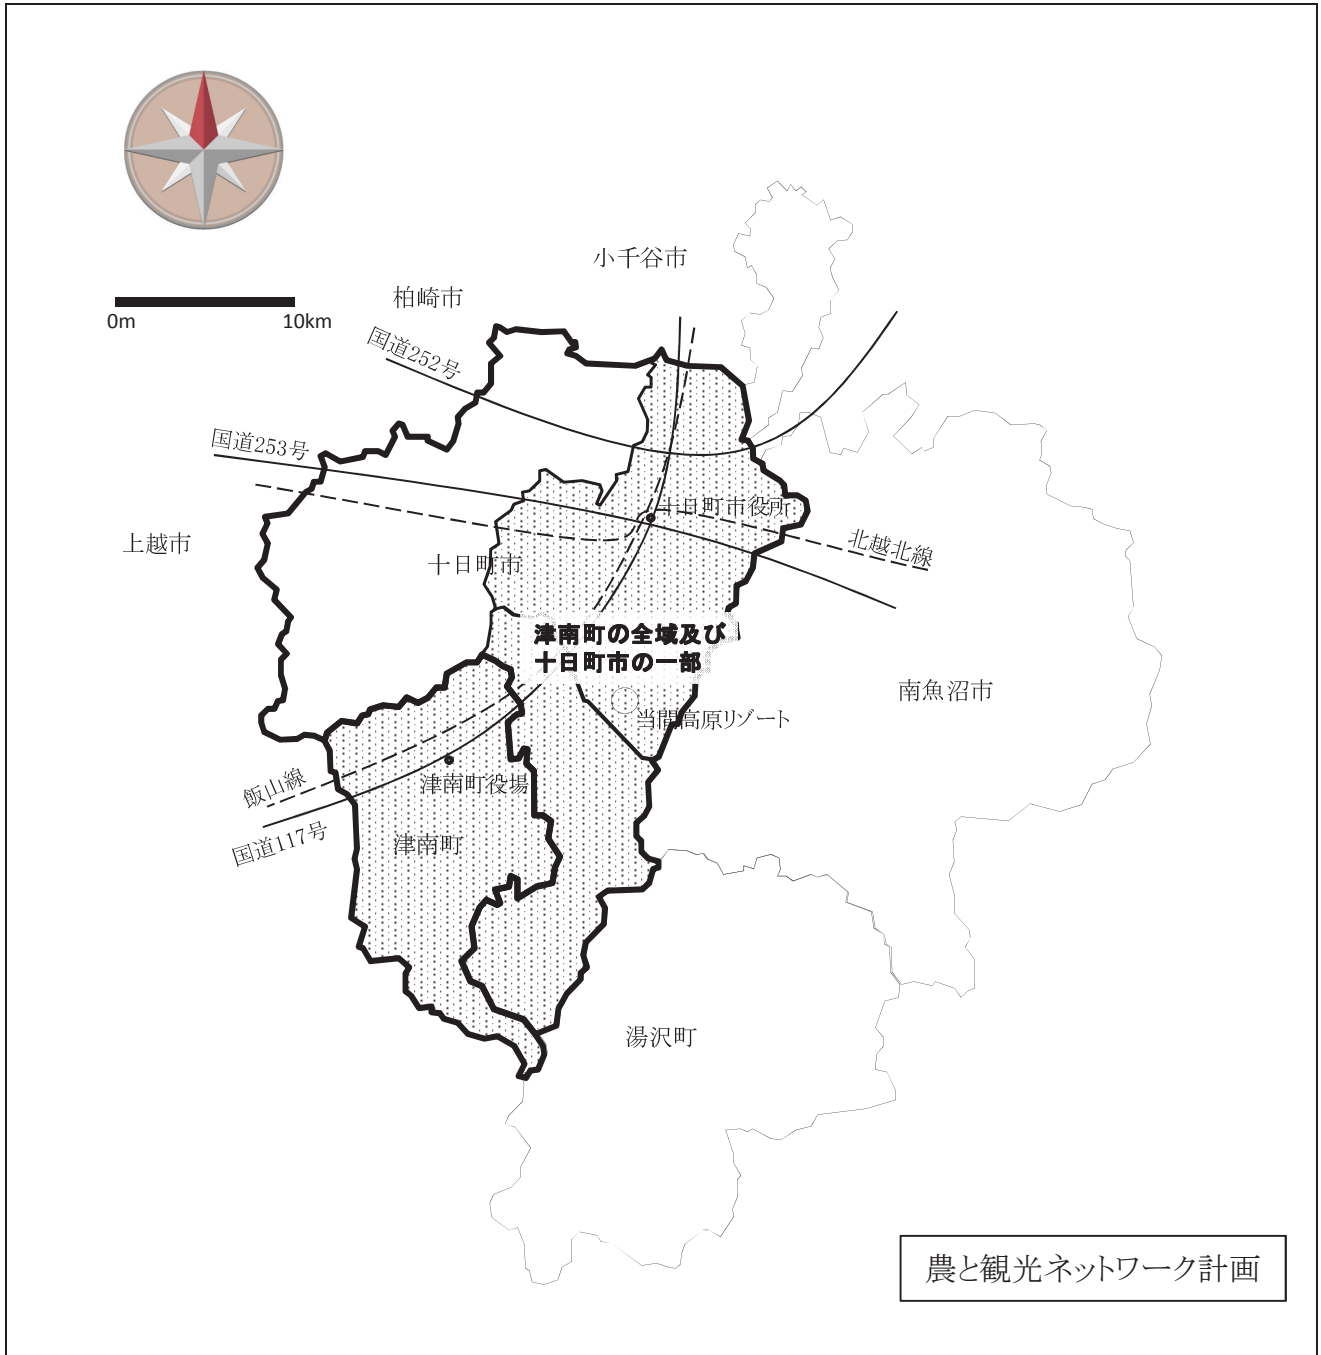 小千谷市
柏崎市
0m
10km
国道252号
国道253号
十日町市役所
上越市
北越北線
十日町市
津南町の全域及び
十日町市の一部
南魚沼市
当間高原リゾート
飯山線
津南町役場
国道117号
津南町
湯沢町
農と観光ネットワーク計画